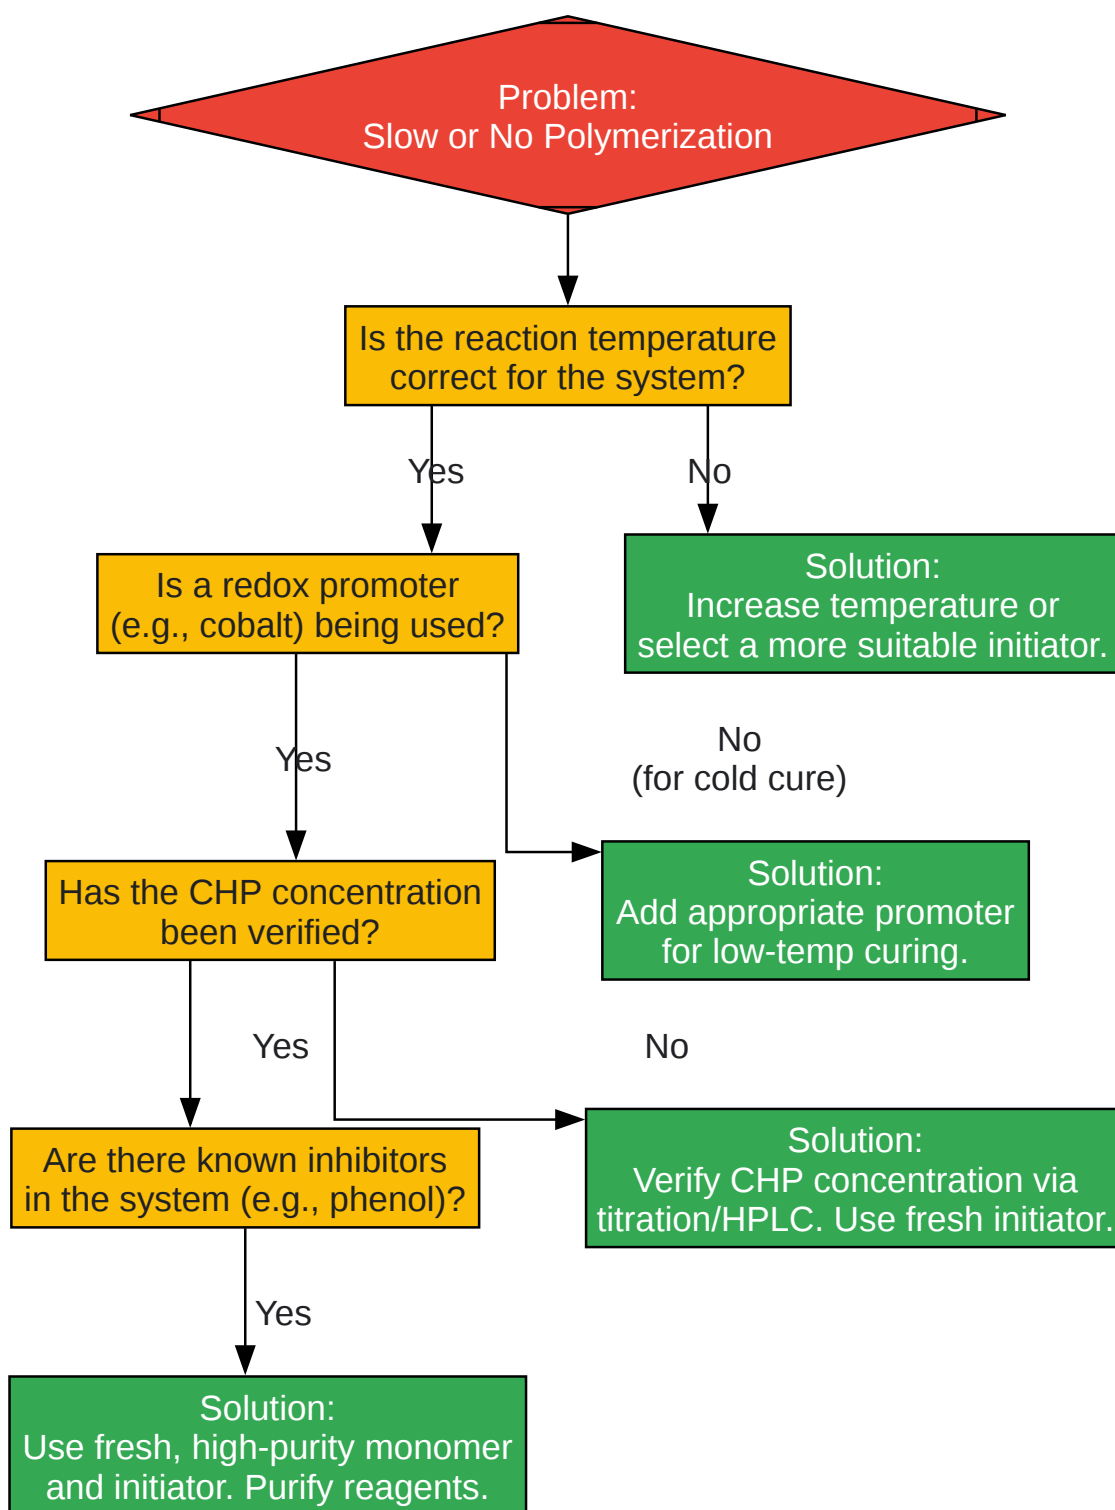 Problem:
Slow or No Polymerization
Is the reaction temperature
correct for the system?
Yes
No
Is a redox promoter
(e.g., cobalt) being used?
Solution:
Increase temperature or
select a more suitable initiator.
Yes
No
(for cold cure)
Has the CHP concentration
been verified?
Solution:
Add appropriate promoter
for low-temp curing.
Yes
No
Are there known inhibitors
in the system (e.g., phenol)?
Solution:
Verify CHP concentration via
titration/HPLC. Use fresh initiator.
Yes
Solution:
Use fresh, high-purity monomer
and initiator. Purify reagents.